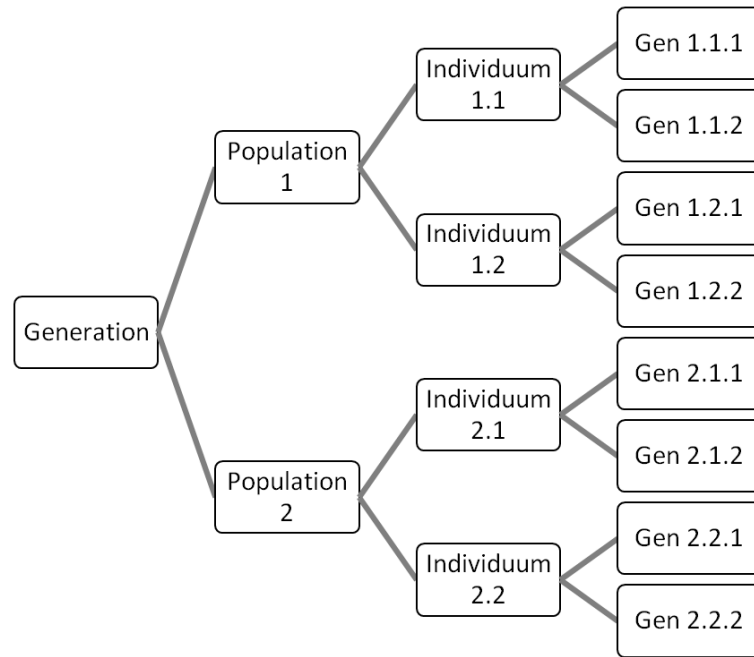 Generation
Population
1
Individuum
1.1
Gen 1.1.1
Gen 1.1.2
Individuum
1.2
Gen 1.2.1
Gen 1.2.2
Population
2
Individuum
2.1
Gen 2.1.1
Gen 2.1.2
Individuum
2.2
Gen 2.2.1
Gen 2.2.2